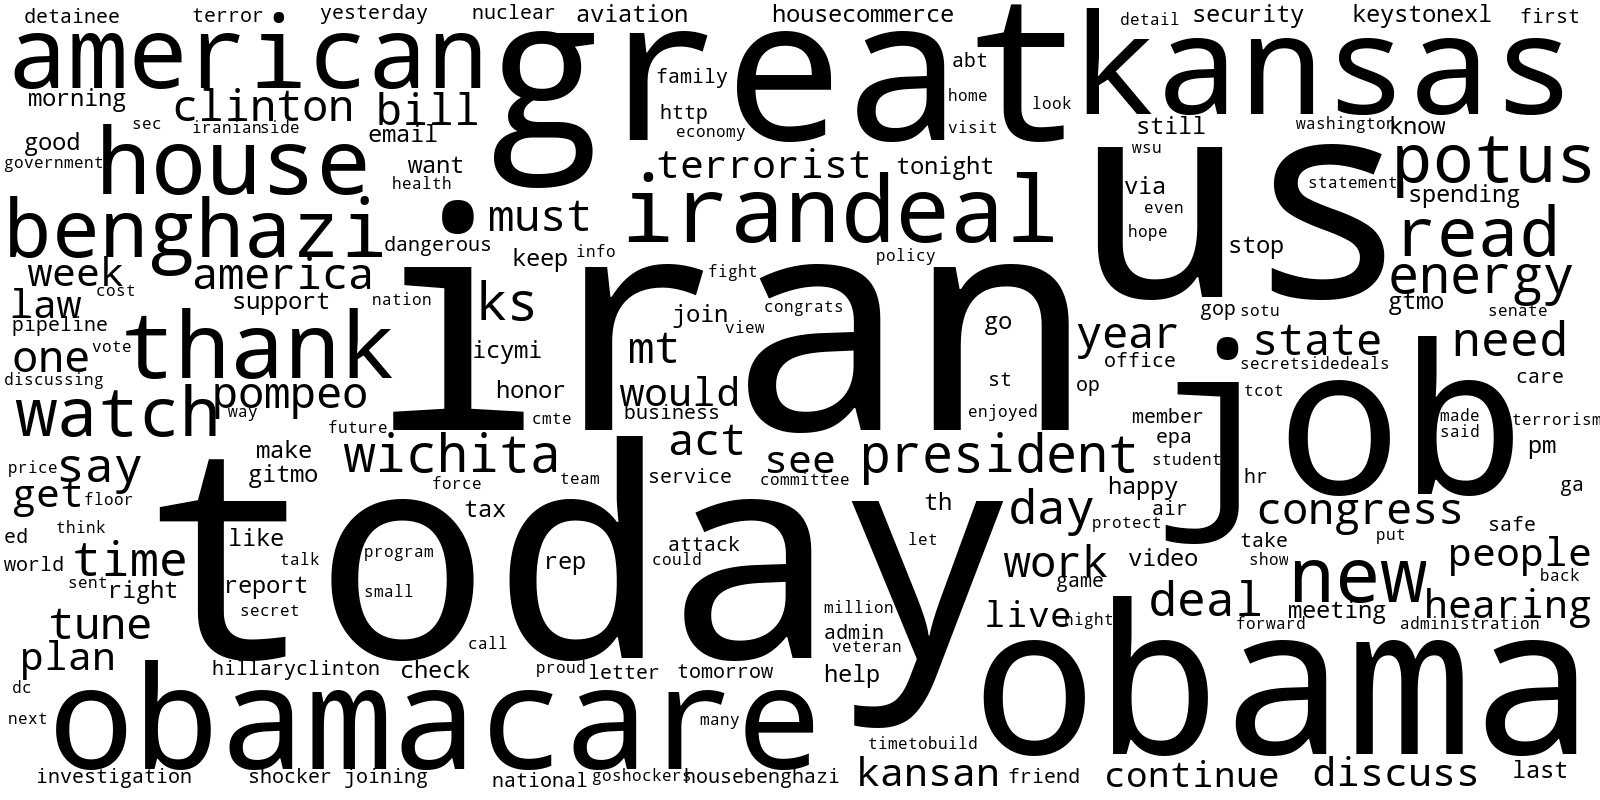 detainee terror yesterday nuclear aviation housecommerce detail security keystonexl first
american great kansas
family abt
morning clinton bill http home look
sec iranianside email economy visit still washington know
good house
government want terrorist tonight wsu potus
health via statement spending
benghazi must irandeal us even read
dangerous keep info policy hope stop
week america iran fight energy
cost law support nation ks join congrats gtmo
pipeline view go gop sotu senate
thank icymi mt year state need
one vote office secretsidedeals
discussing pompeo honor would st op job tcot care
watch way business enjoyed member made terrorism
future cmte said
wichita act president epa pm
make see student
price say gitmo force team service committee hr
get floor tax th happy ga
today day air congress
ed think like attack protect safe
world time talk program rep could let work video take put people
sent right report small game show new back
secret million live deal meeting hearing
tune call admin night forward administration
veteran obama
plan hillaryclinton check proud letter tomorrow help
dc
next obamacare many
timetobuild
investigation shocker joining national goshockers housebenghazi kansan friend continue discuss last